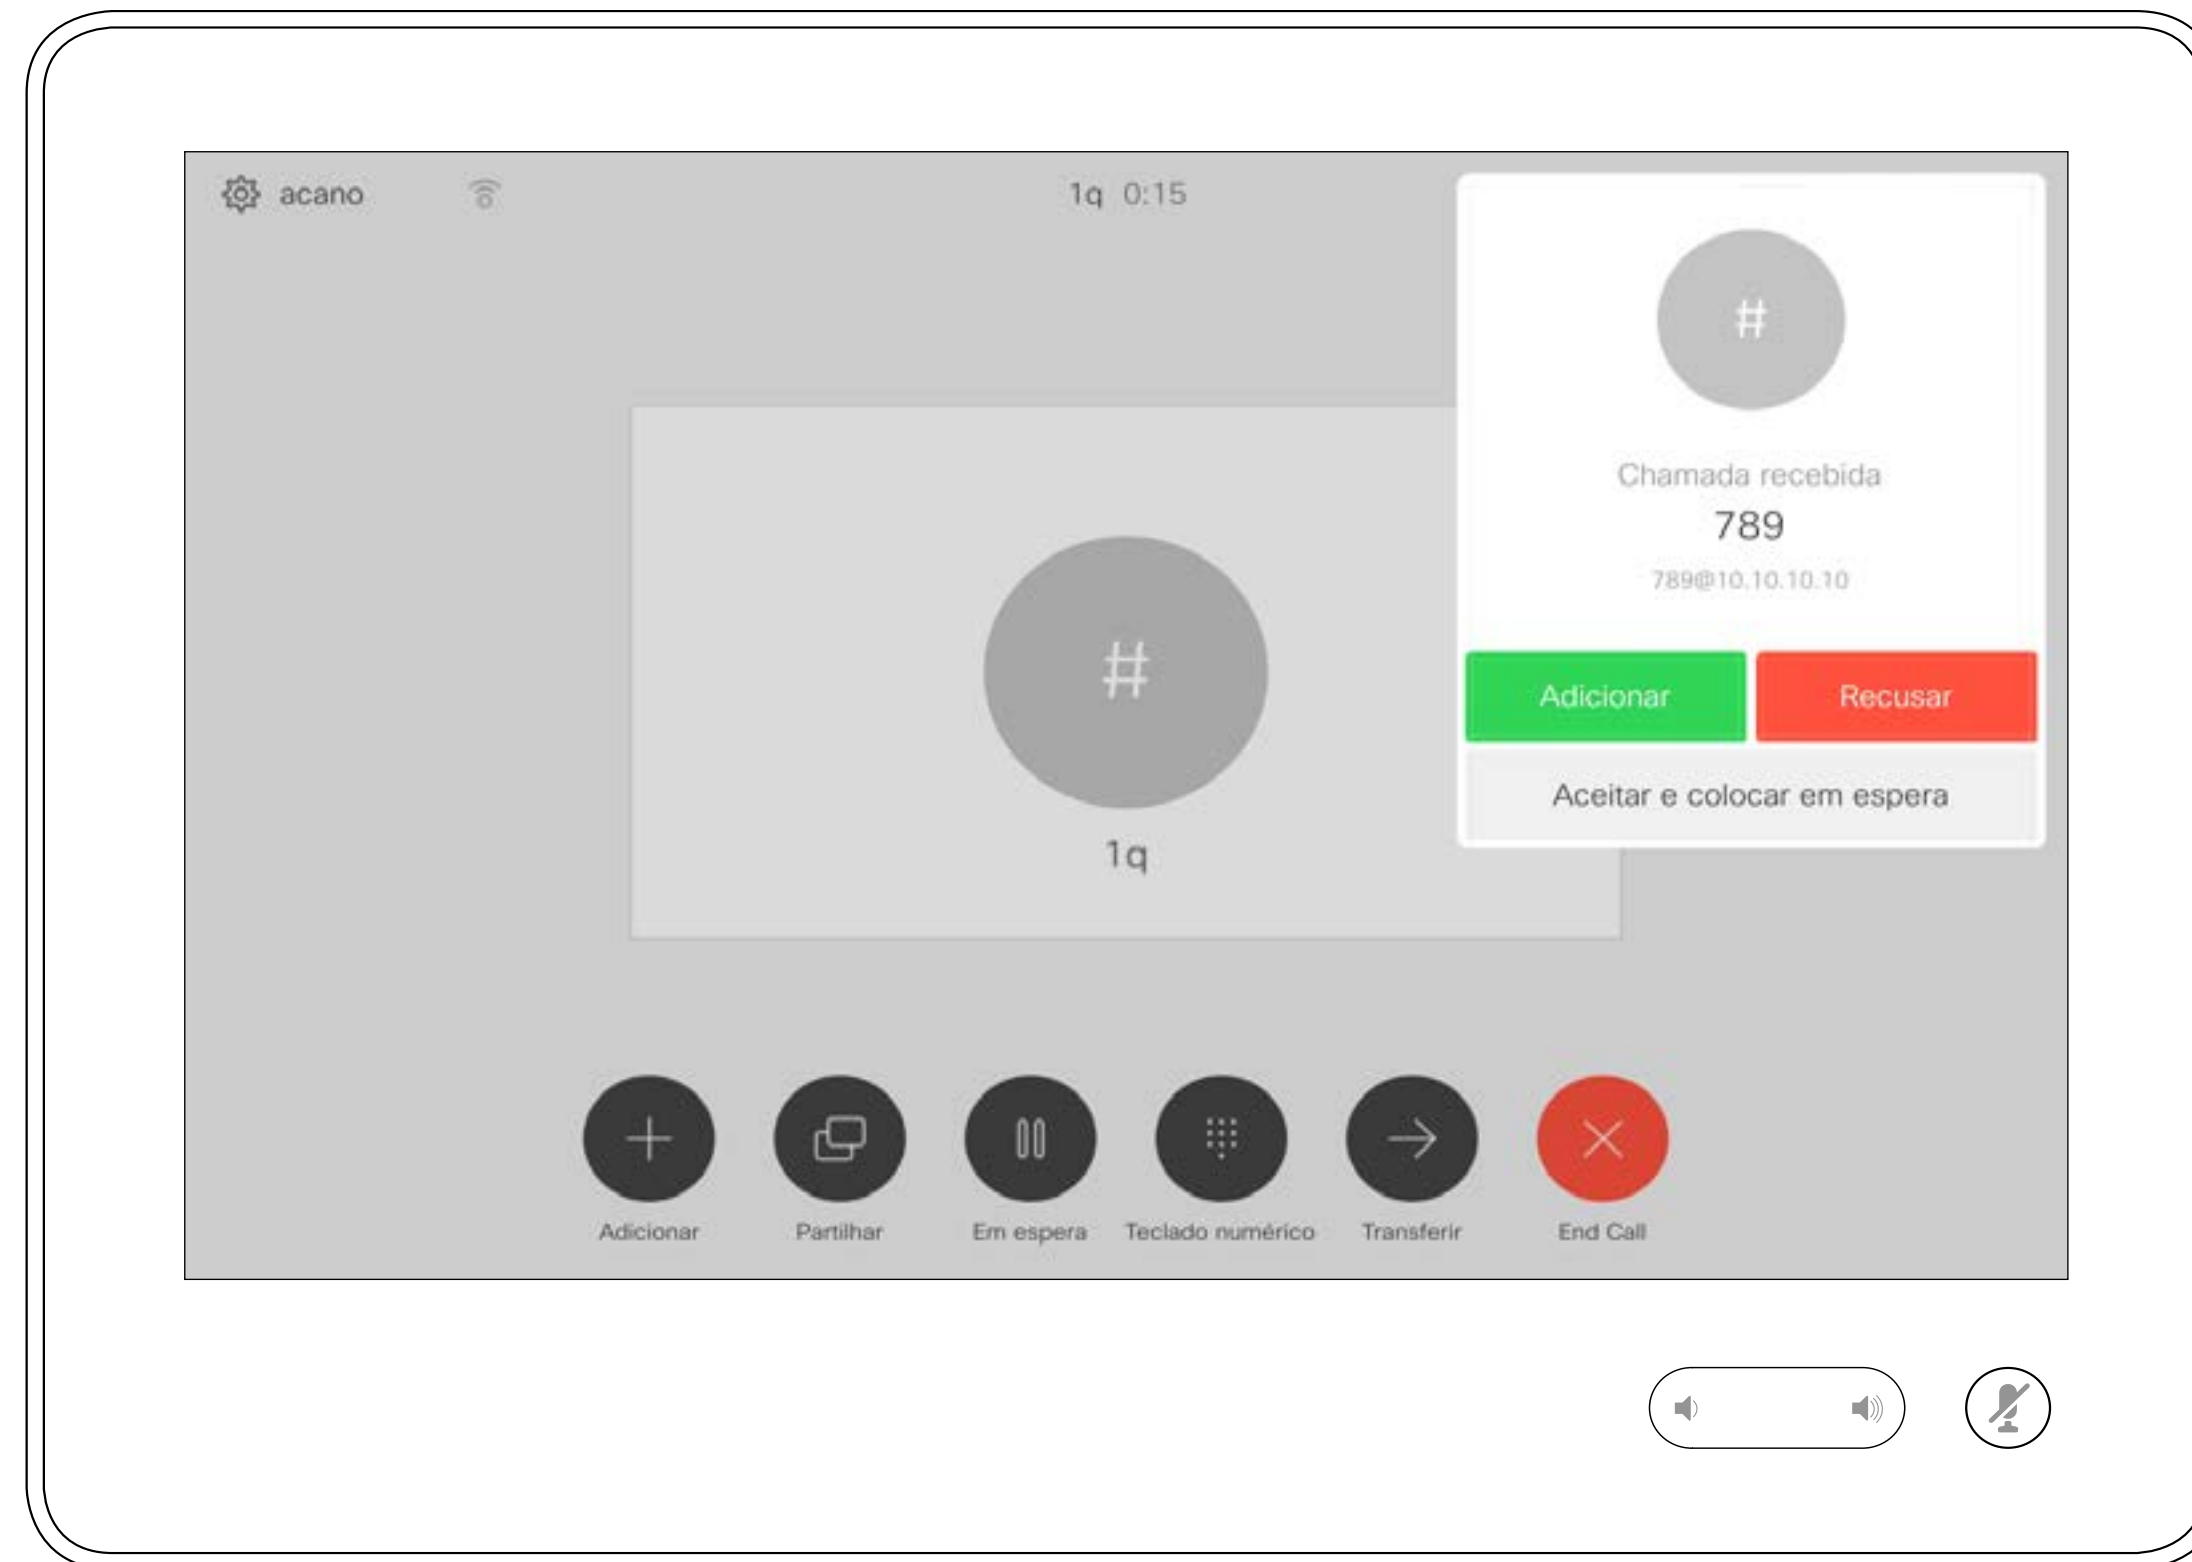 acano
1q 0:15
#
Chamada recebida
789
789@10.10.10.10
Adicionar
Recusar
Aceitar e colocar em espera
#
1q
Adicionar
Partilhar
Em espera
Teclado numérico
Transferir
End Call